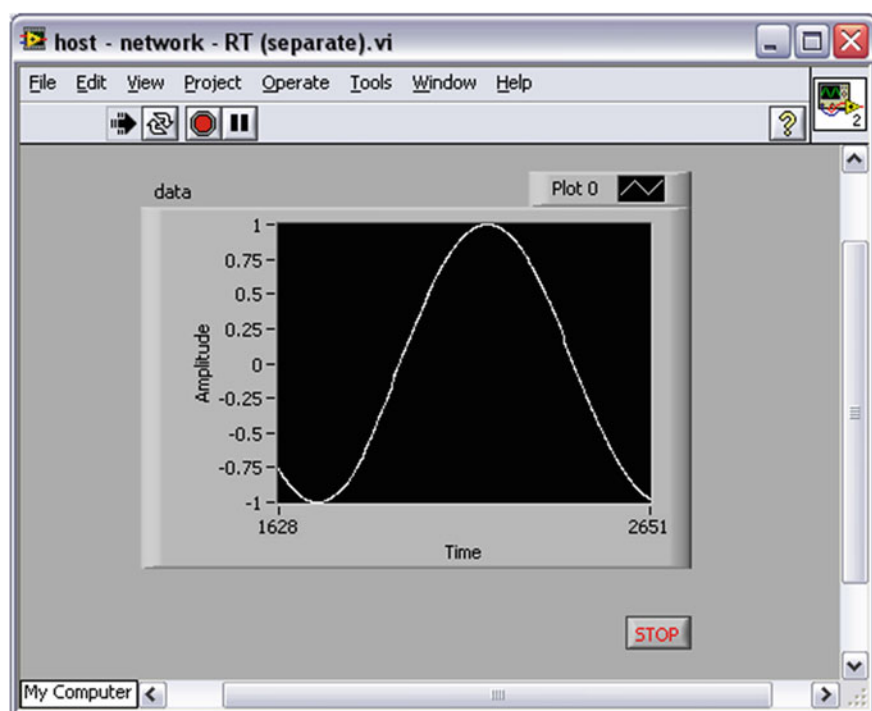 host - network - RT (separate).vi
File Edit View Project Operate Tools Window Help
?
2
data
Plot 0
1
0.75
0.5
0.25
0
-0.25
-0.5
-0.75
-1
Amplitude
1628 2651
Time
STOP
My Computer